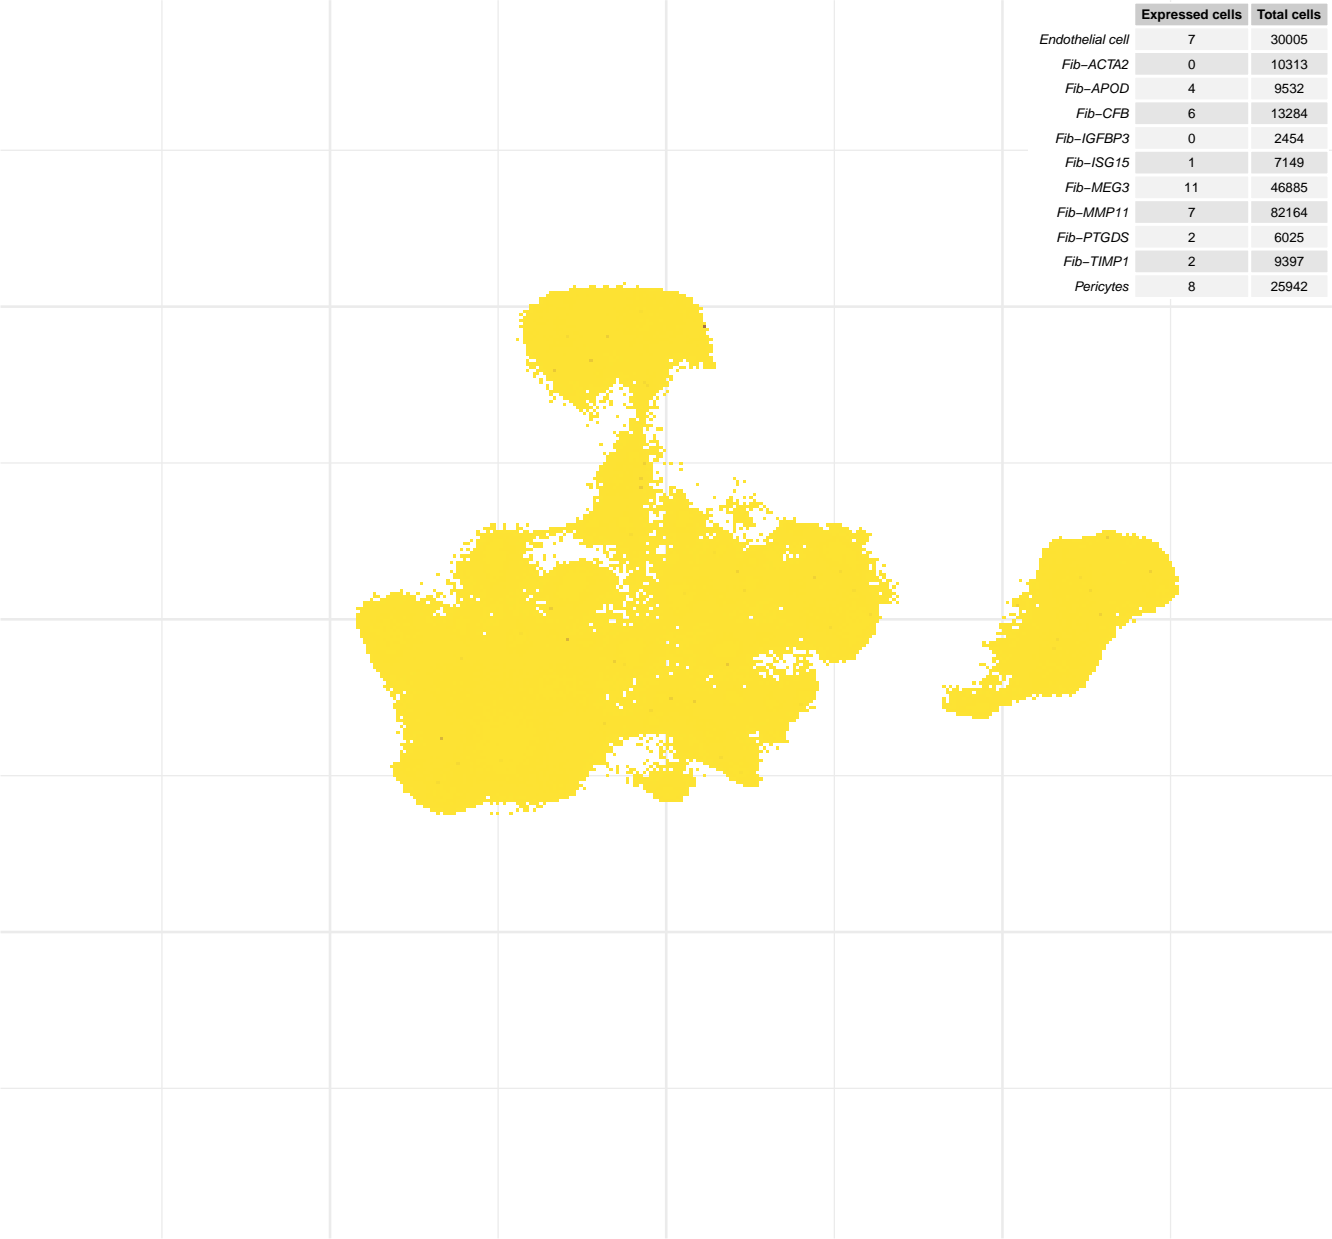 Expressed cells Total cells
Endothelial cell 7 30005
Fib−ACTA2 0 10313
Fib−APOD 4 9532
Fib−CFB 6 13284
Fib−IGFBP3 0 2454
Fib−ISG15 1 7149
Fib−MEG3 11 46885
Fib−MMP11 7 82164
Fib−PTGDS 2 6025
Fib−TIMP1 2 9397
Pericytes 8 25942